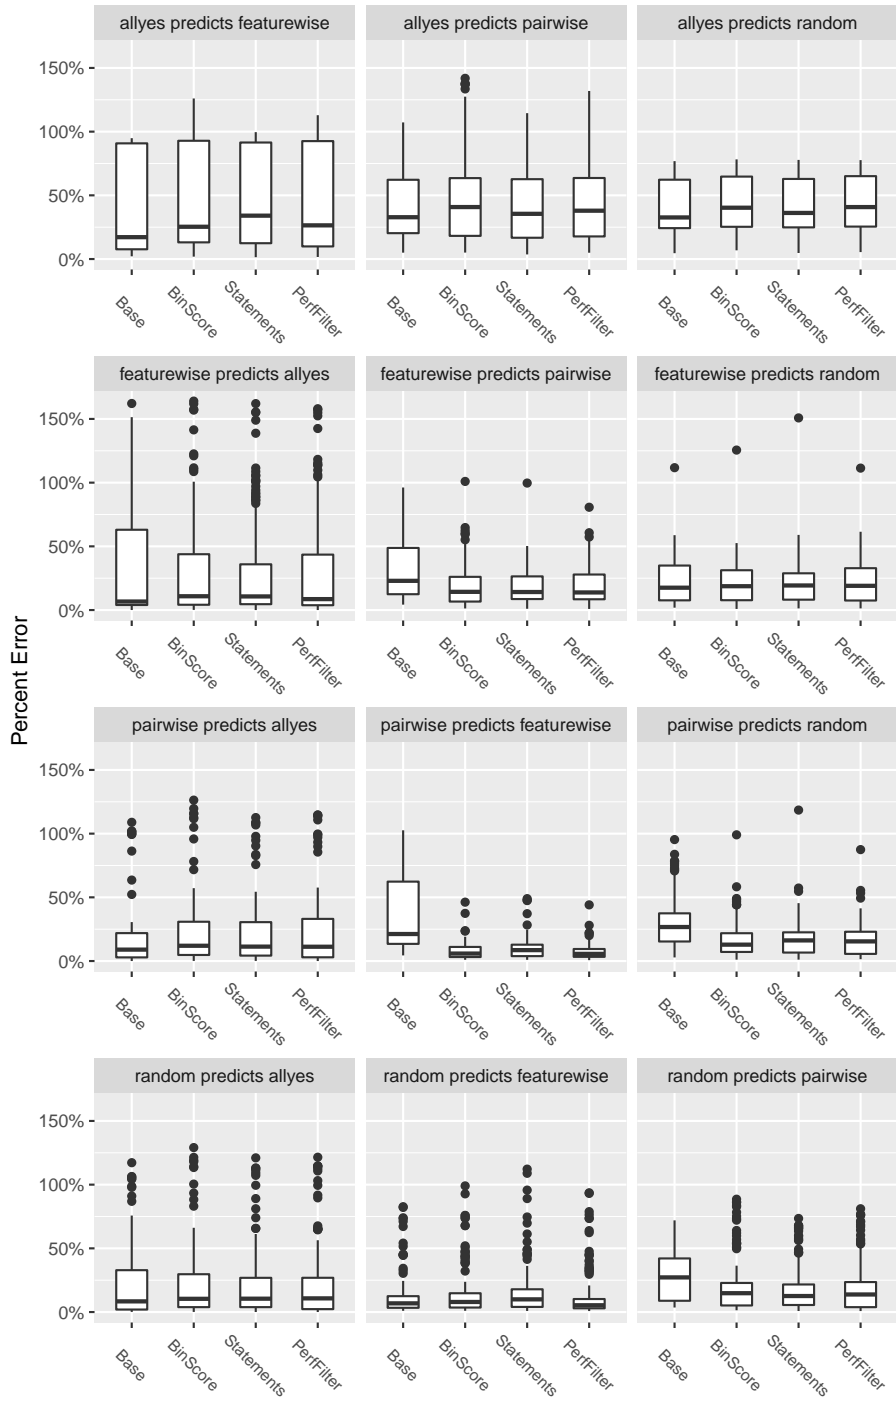 allyes predicts featurewise allyes predicts pairwise allyes predicts random
150%
100%
50%
0%
Base BinScore Statements PerfFilter Base BinScore Statements PerfFilter Base BinScore Statements PerfFilter
featurewise predicts allyes featurewise predicts pairwise featurewise predicts random
150%
100%
50%
0%
Base BinScore Statements PerfFilter Base BinScore Statements PerfFilter Base BinScore Statements PerfFilter
Percent Error
pairwise predicts allyes pairwise predicts featurewise pairwise predicts random
150%
100%
50%
0%
Base BinScore Statements PerfFilter Base BinScore Statements PerfFilter Base BinScore Statements PerfFilter
random predicts allyes random predicts featurewise random predicts pairwise
150%
100%
50%
0%
Base BinScore Statements PerfFilter Base BinScore Statements PerfFilter Base BinScore Statements PerfFilter